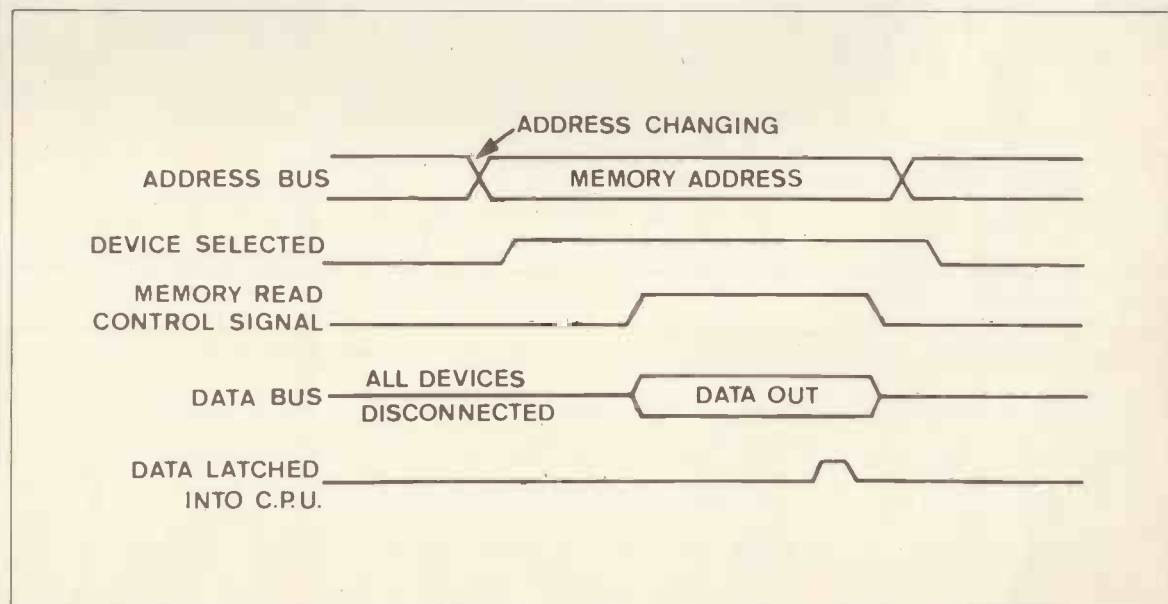 ADDRESS CHANGING
ADDRESS BUS
MEMORY ADDRESS
DEVICE SELECTED
MEMORY READ
CONTROL SIGNAL
DATA BUS
ALL DEVICES
DISCONNECTED
DATA OUT
DATA LATCHED
INTO C.P.U.